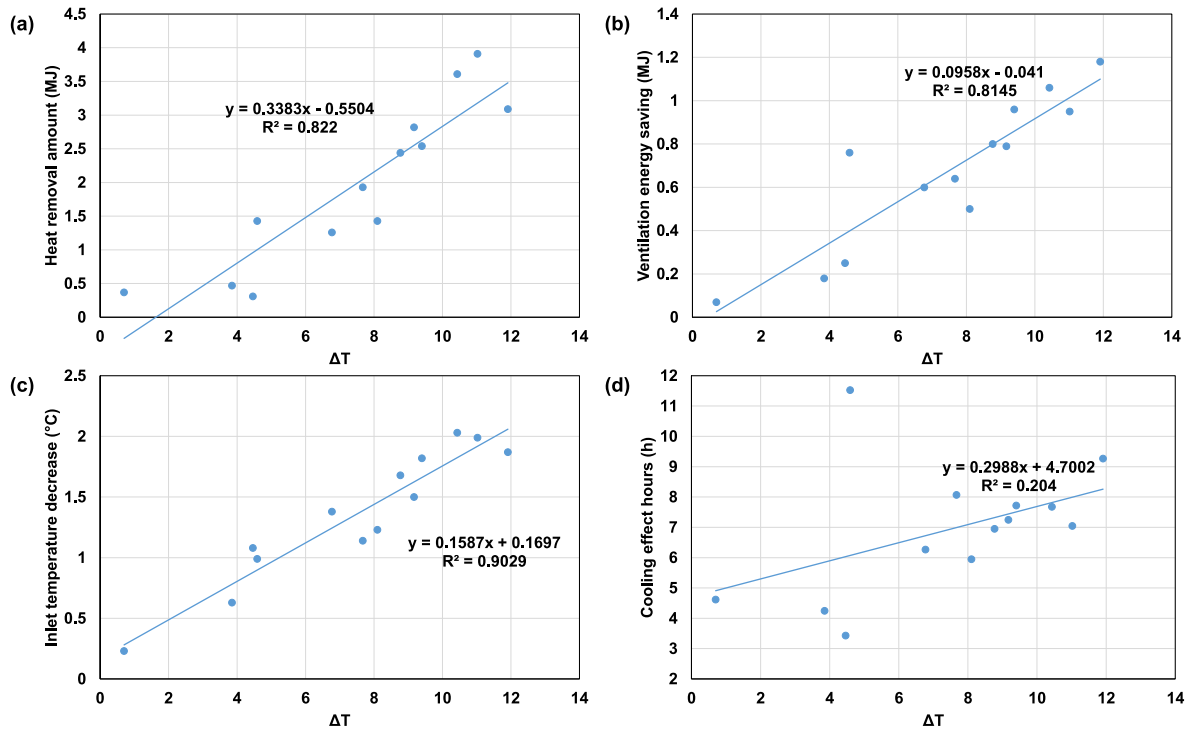 (a)
Heat removal amount (MJ)
4.5
4
3.5
3
2.5
2
1.5
1
0.5
0
y = 0.3383x - 0.5504
R² = 0.822
0 2 4 6 8 10 12 14
ΔT
(b)
Ventilation energy saving (MJ)
1.4
1.2
1
0.8
0.6
0.4
0.2
0
y = 0.0958x - 0.041
R² = 0.8145
0 2 4 6 8 10 12 14
ΔT
(c)
Inlet temperature decrease (°C)
2.5
2
1.5
1
0.5
0
y = 0.1587x + 0.1697
R² = 0.9029
0 2 4 6 8 10 12 14
ΔT
(d)
Cooling effect hours (h)
12
11
10
9
8
7
6
5
4
3
2
y = 0.2988x + 4.7002
R² = 0.204
0 2 4 6 8 10 12 14
ΔT